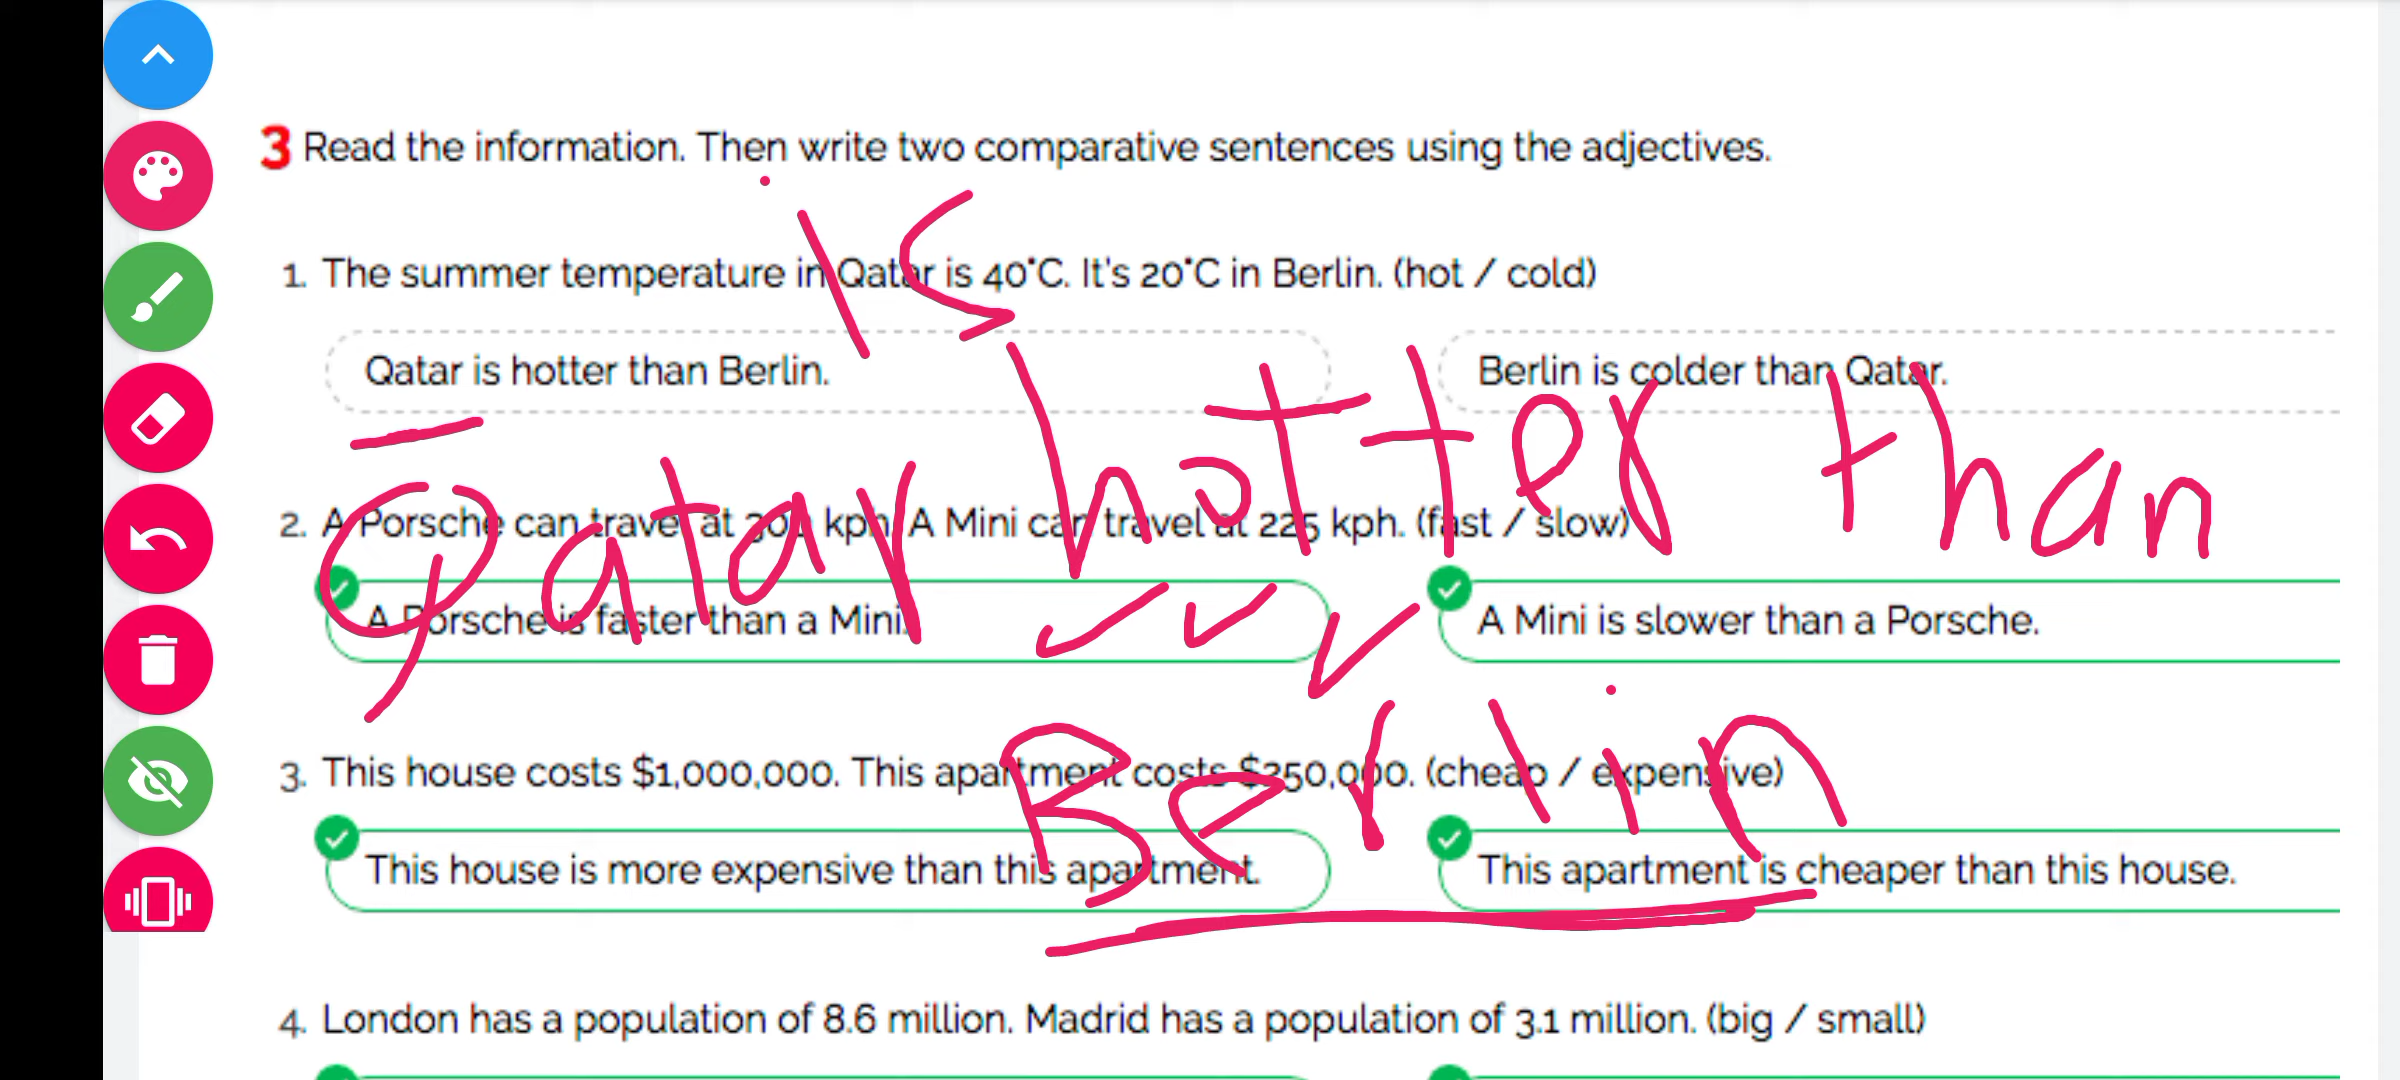 3 Read the information. Then write two comparative sentences using the adjectives.
is
1. The summer temperature in Qatar is 40°C. It's 20°C in Berlin. (hot / cold)
Qatar is hotter than Berlin. Berlin is colder than Qatar.
Qatar hotter than
2. A Porsche can travel at 300 kph. A Mini can travel at 225 kph. (fast / slow)
A Porsche is faster than a Mini. A Mini is slower than a Porsche.
Berlin
3. This house costs $1,000,000. This apartment costs $250,000. (cheap / expensive)
This house is more expensive than this apartment. This apartment is cheaper than this house.
4. London has a population of 8.6 million. Madrid has a population of 3.1 million. (big / small)